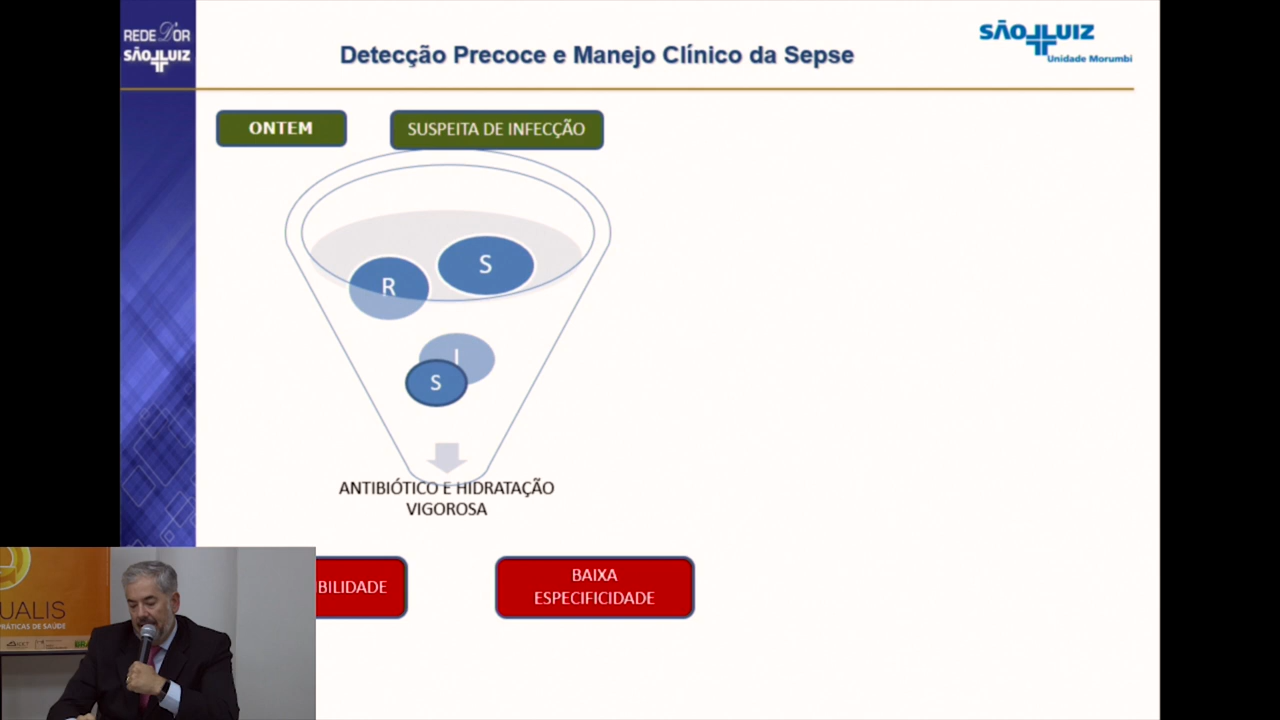 REDE D'OR
SÃO LUIZ
Detecção Precoce e Manejo Clínico da Sepse
SÃO LUIZ
Unidade Morumbi
ONTEM
SUSPEITA DE INFECÇÃO
S
R
I
S
ANTIBIÓTICO E HIDRATAÇÃO
VIGOROSA
BILIDADE
BAIXA
ESPECIFICIDADE
UALIS
PRÁTICAS DE SAÚDE